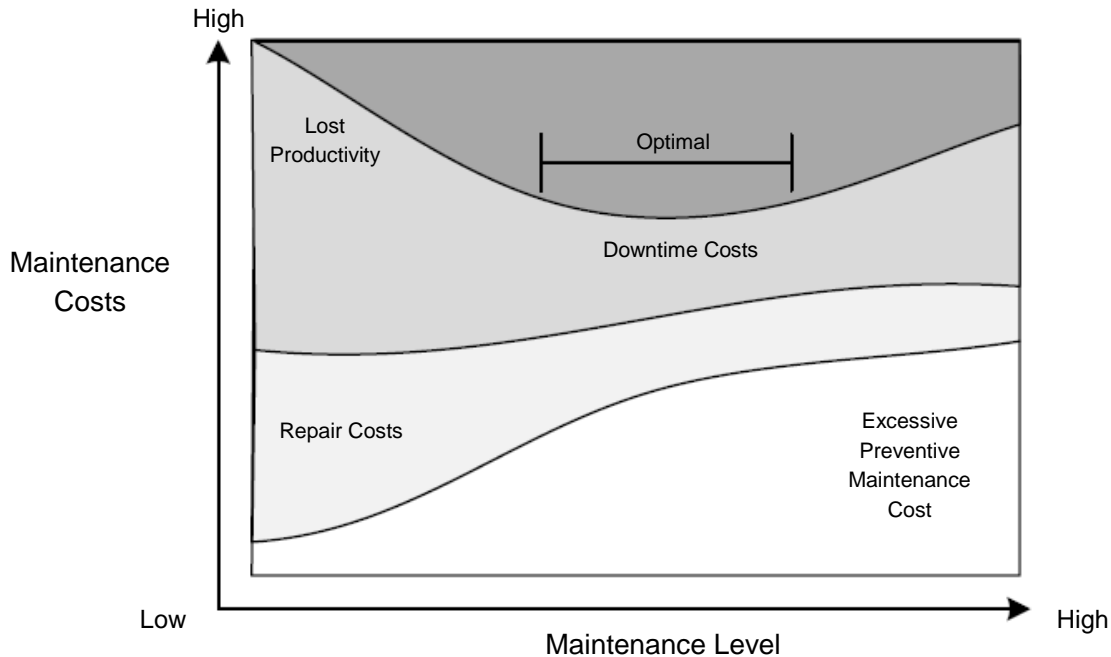 High
Lost
Productivity
Optimal
Maintenance
Costs
Downtime Costs
Repair Costs
Excessive
Preventive
Maintenance
Cost
Low
High
Maintenance Level